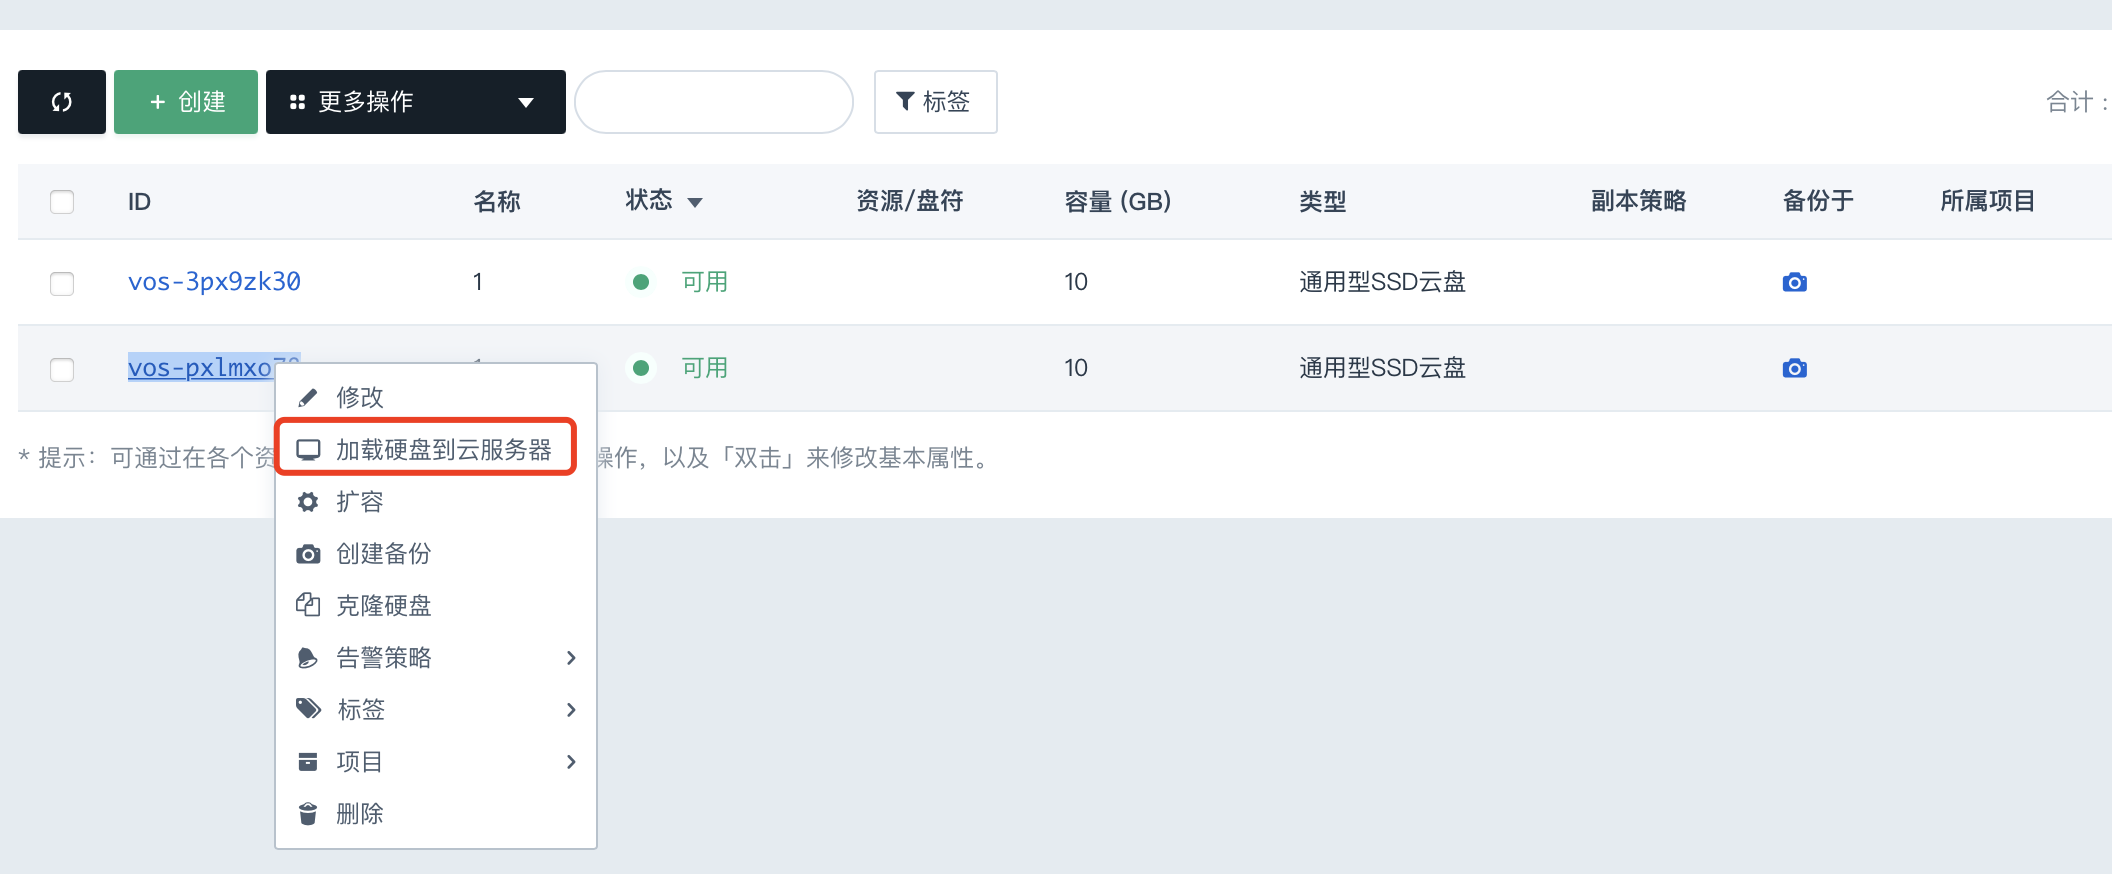 创建 更多操作 标签 合计：
ID 名称 状态 资源/盘符 容量 (GB) 类型 副本策略 备份于 所属项目
vos-3px9zk30 1 可用 10 通用型SSD云盘
vos-pxlmxo 可用 10 通用型SSD云盘
修改
加载硬盘到云服务器
* 提示：可通过在各个资 操作，以及「双击」来修改基本属性。
扩容
创建备份
克隆硬盘
告警策略
标签
项目
删除